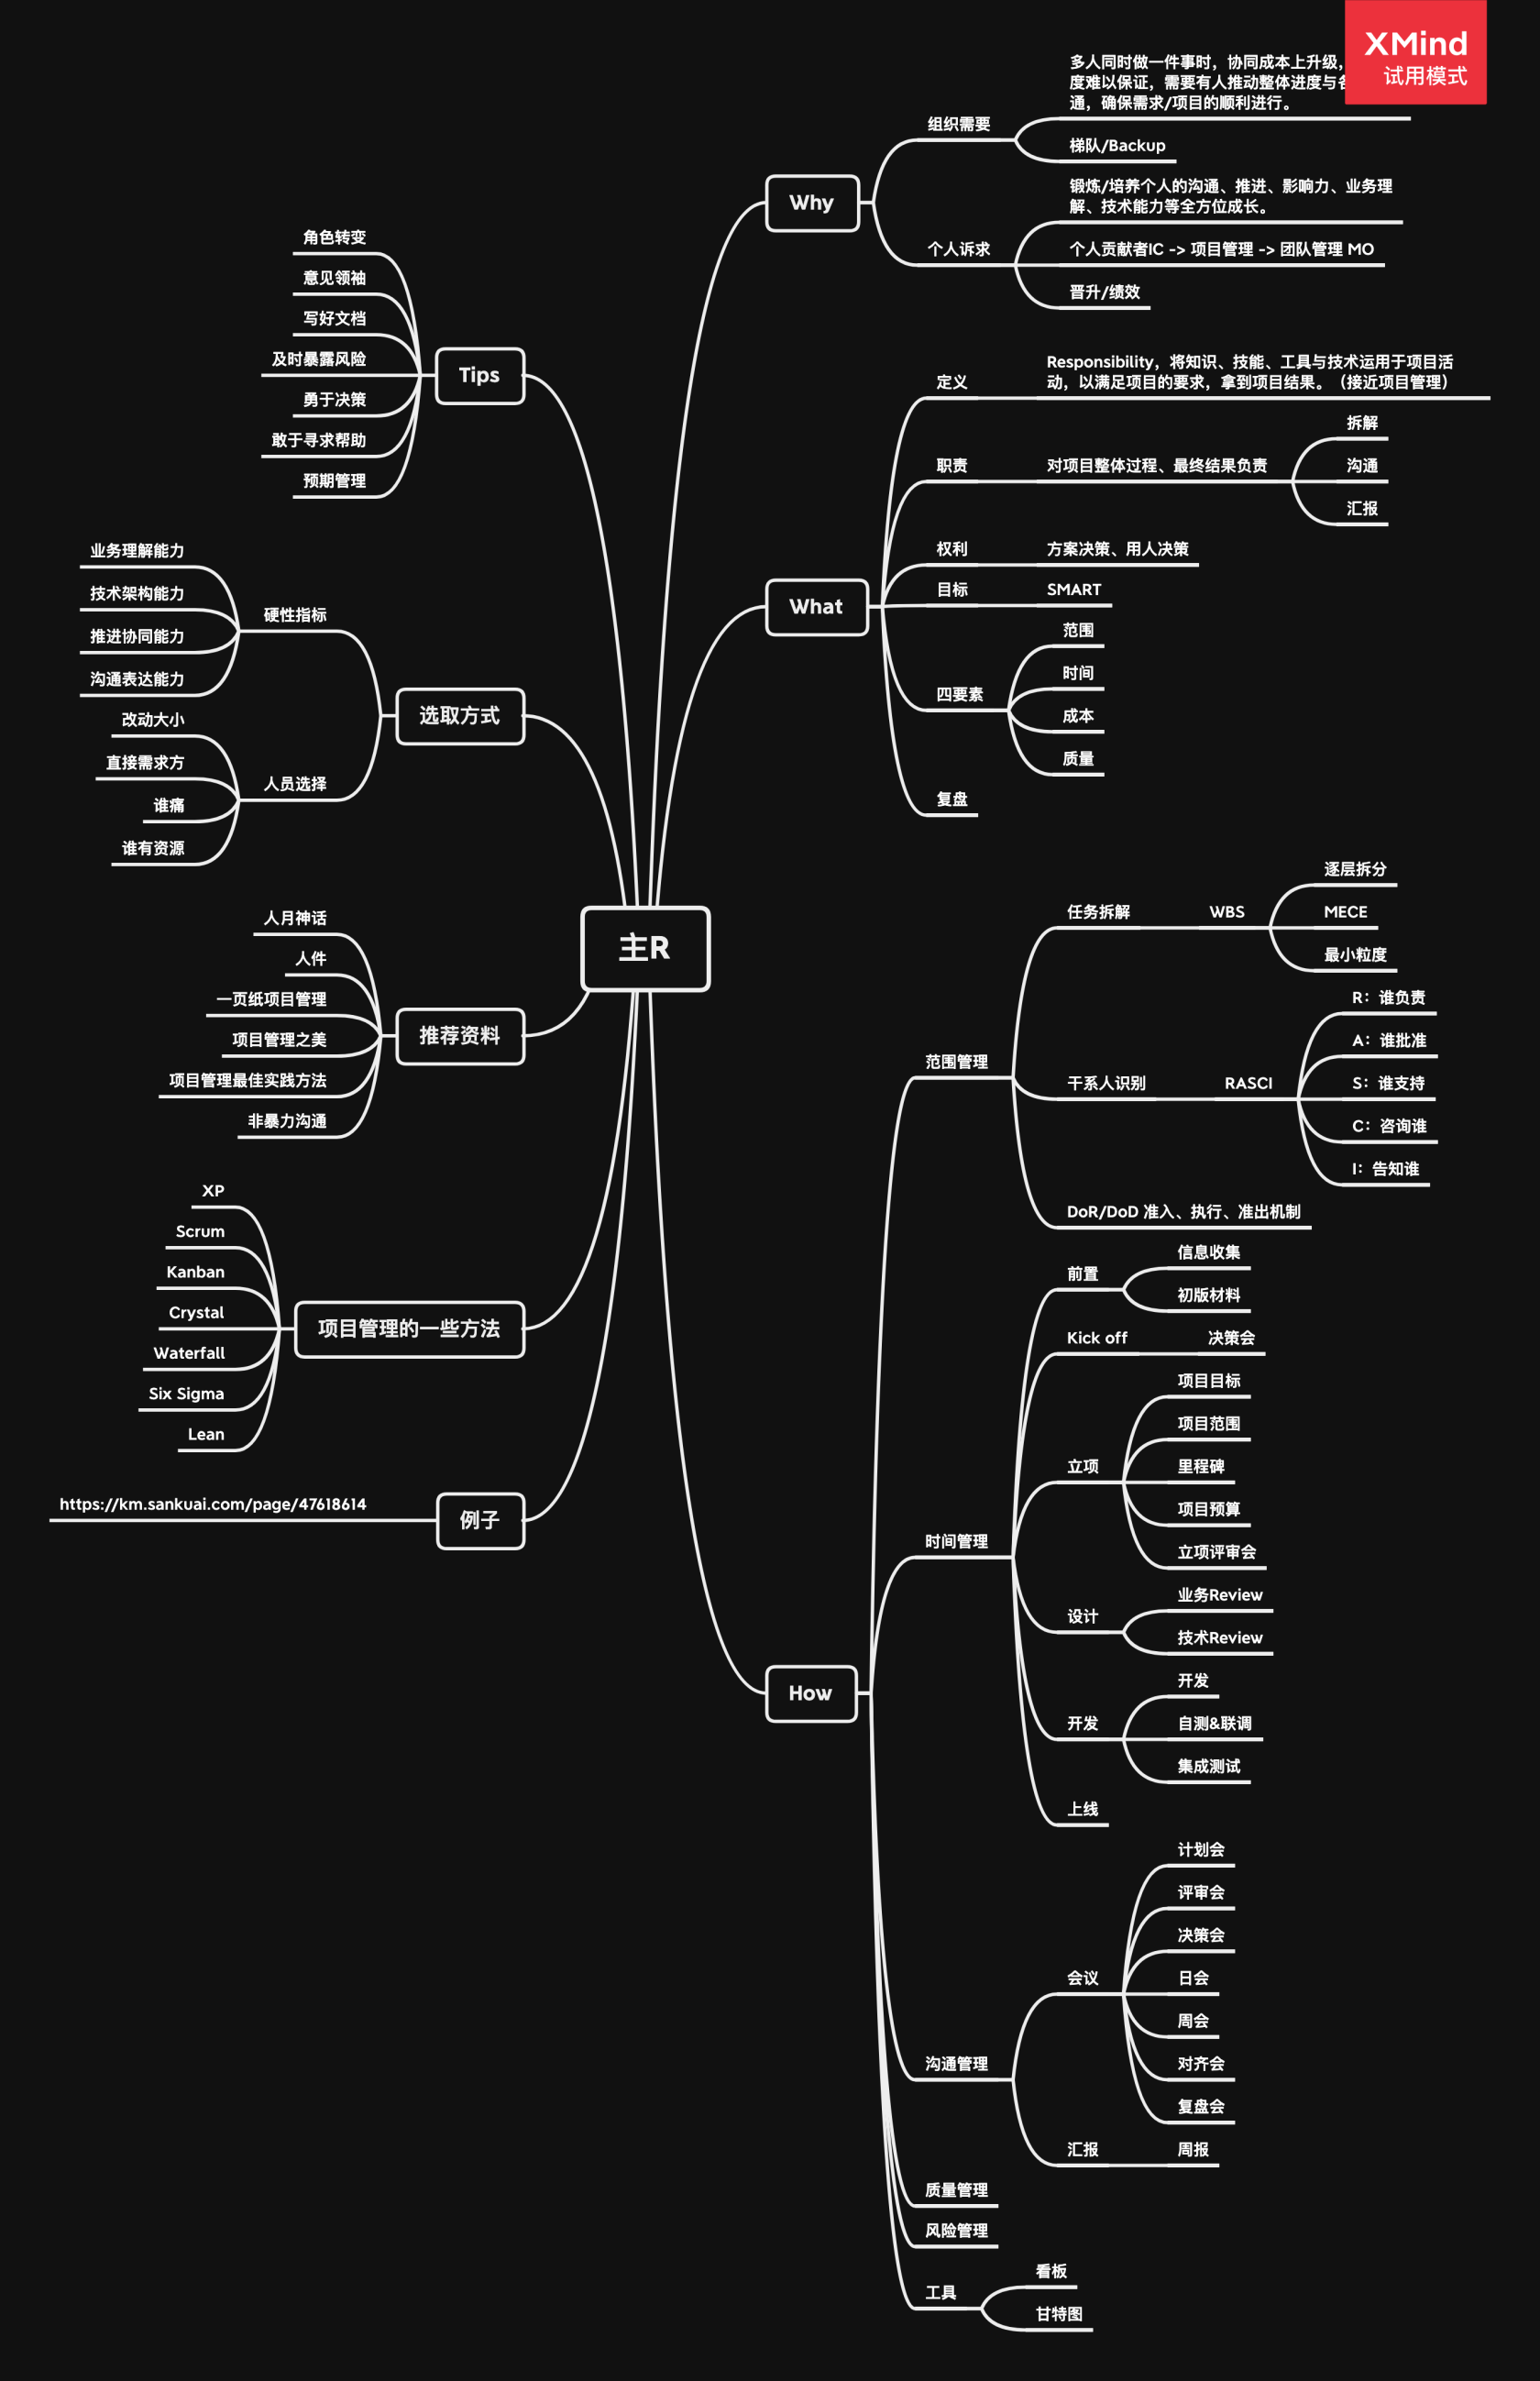 XMind
试用模式
主R
Why
组织需要
多人同时做一件事时，协同成本上升级，
度难以保证，需要有人推动整体进度与各
通，确保需求/项目的顺利进行。
梯队/Backup
个人诉求
锻炼/培养个人的沟通、推进、影响力、业务理
解、技术能力等全方位成长。
个人贡献者IC -> 项目管理 -> 团队管理 MO
晋升/绩效
What
定义
Responsibility，将知识、技能、工具与技术运用于项目活
动，以满足项目的要求，拿到项目结果。（接近项目管理）
职责
对项目整体过程、最终结果负责
拆解
沟通
汇报
权利
方案决策、用人决策
目标
SMART
四要素
范围
时间
成本
质量
复盘
How
范围管理
任务拆解
WBS
逐层拆分
MECE
最小粒度
干系人识别
RASCI
R：谁负责
A：谁批准
S：谁支持
C：咨询谁
I：告知谁
DoR/DoD 准入、执行、准出机制
时间管理
前置
信息收集
初版材料
Kick off
决策会
立项
项目目标
项目范围
里程碑
项目预算
立项评审会
设计
业务Review
技术Review
开发
开发
自测&联调
集成测试
上线
沟通管理
会议
计划会
评审会
决策会
日会
周会
对齐会
复盘会
汇报
周报
质量管理
风险管理
工具
看板
甘特图
Tips
角色转变
意见领袖
写好文档
及时暴露风险
勇于决策
敢于寻求帮助
预期管理
选取方式
硬性指标
业务理解能力
技术架构能力
推进协同能力
沟通表达能力
人员选择
改动大小
直接需求方
谁痛
谁有资源
推荐资料
人月神话
人件
一页纸项目管理
项目管理之美
项目管理最佳实践方法
非暴力沟通
项目管理的一些方法
XP
Scrum
Kanban
Crystal
Waterfall
Six Sigma
Lean
例子
https://km.sankuai.com/page/47618614